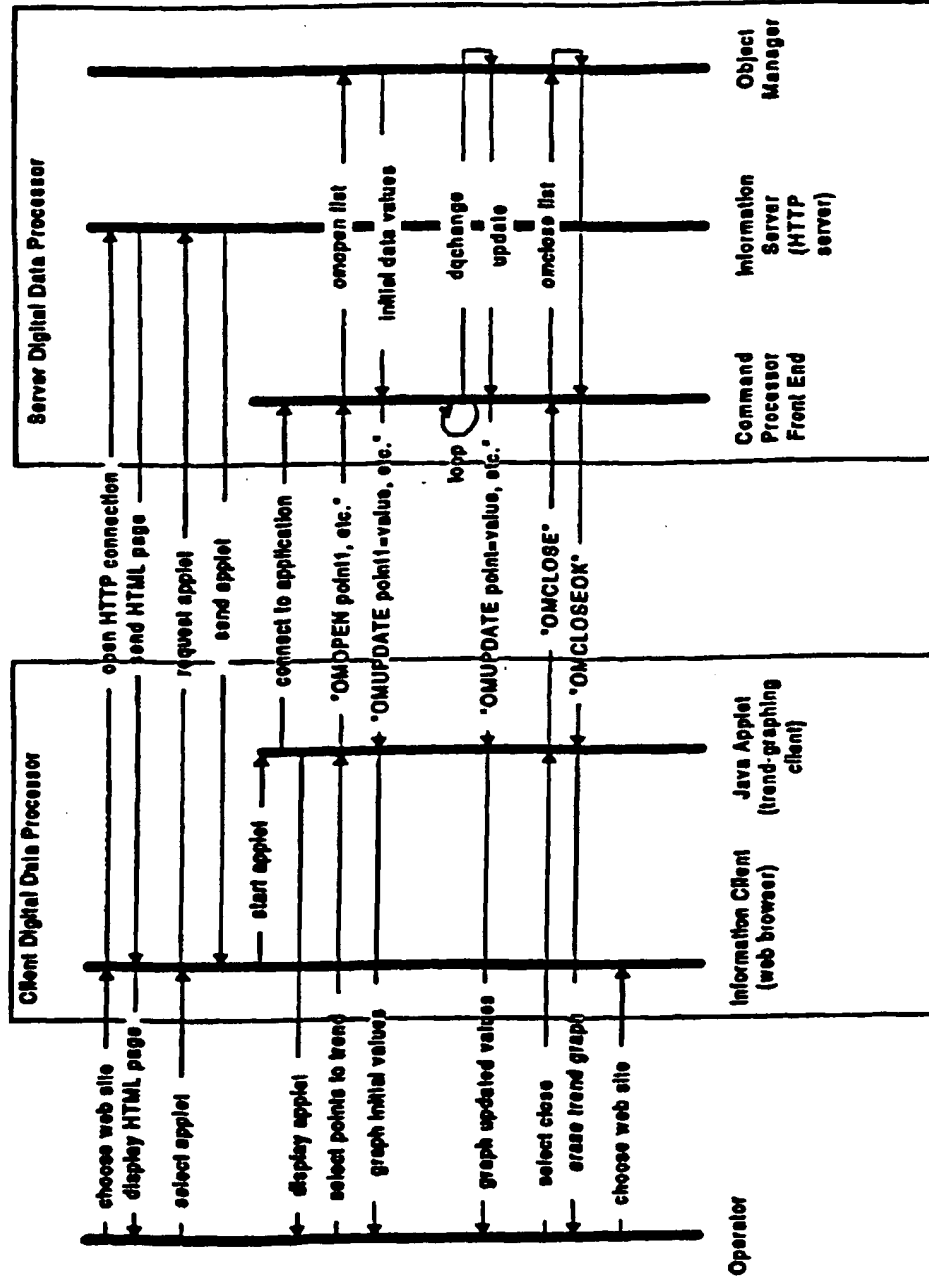 Client Digital Data Processor
Server Digital Data Processor
choose web site
open HTTP connection
display HTML page
send HTML page
select applet
request applet
send applet
start applet
connect to application
display applet
select points to trend
"OMOPEN point1, etc."
omopen list
graph initial values
"OMUPDATE point1=value, etc."
initial data values
loop
dqchange
graph updated values
"OMUPDATE point=value, etc."
update
select close
"OMCLOSE"
omclose list
erase trend graph
"OMCLOSEOK"
choose web site
Operator
Information Client
(web browser)
Java Applet
(trend-graphing
client)
Command
Processor
Front End
Information
Server
(HTTP
server)
Object
Manager